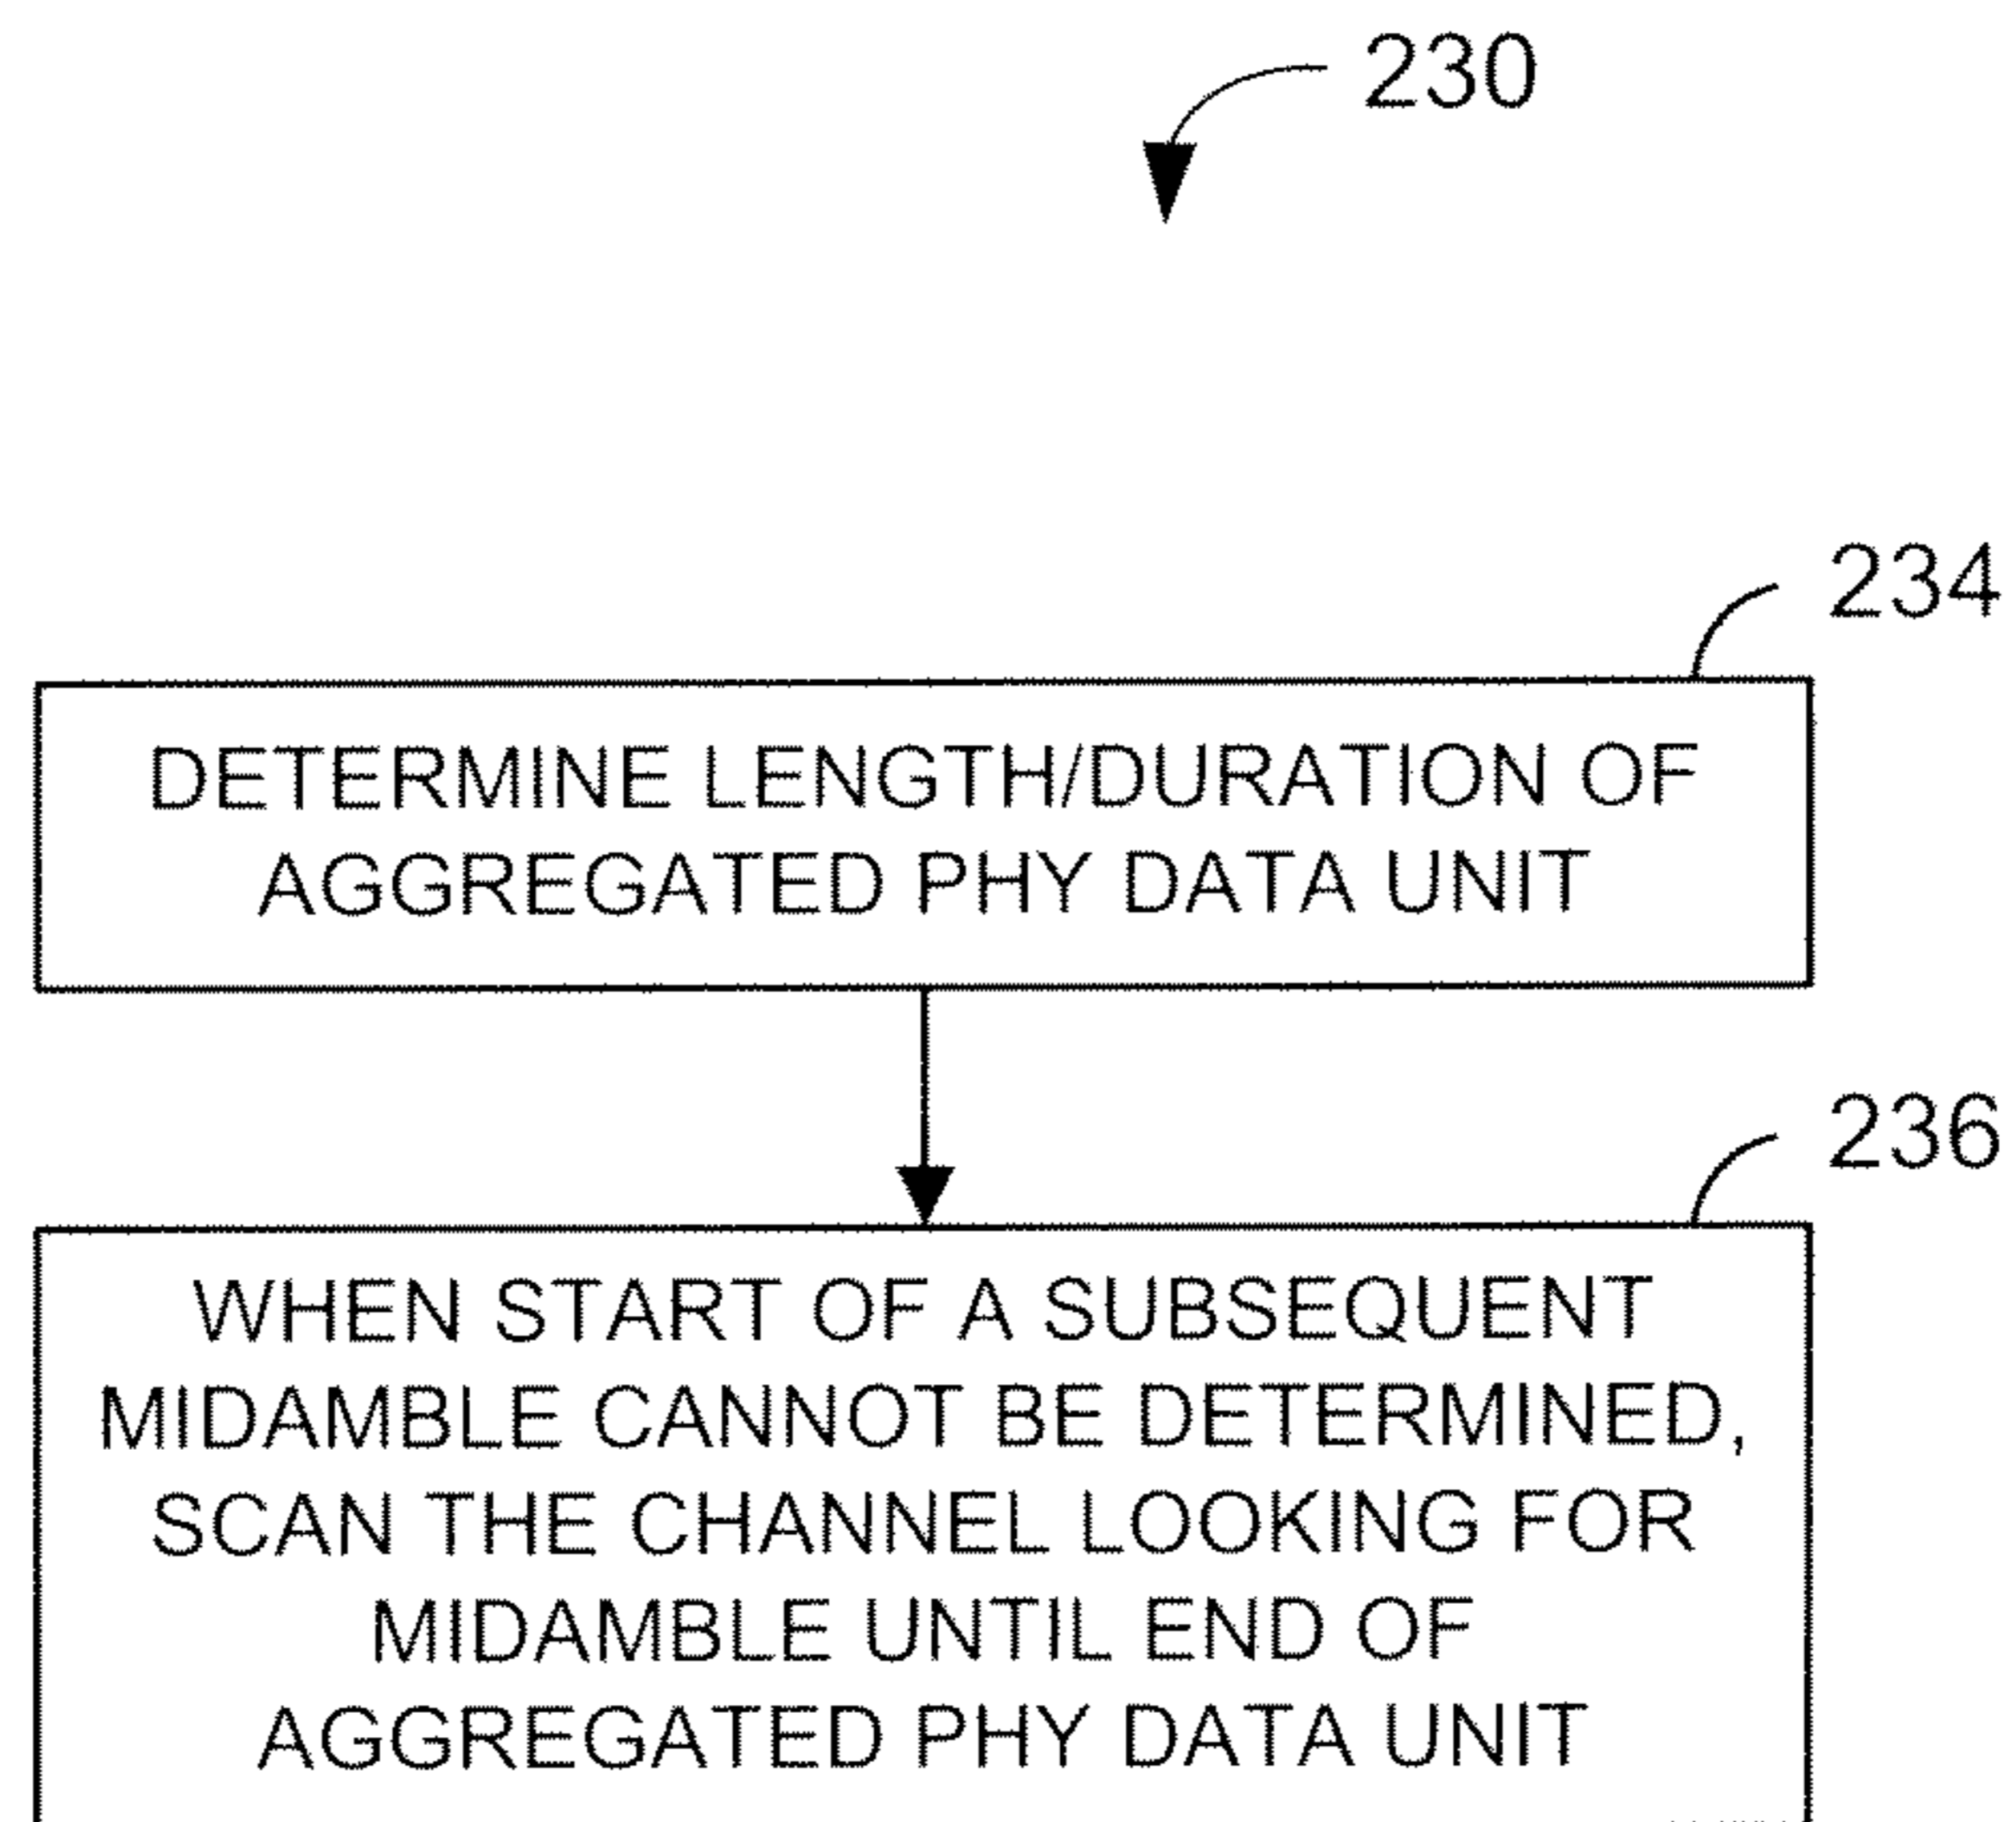 230
234
DETERMINE LENGTH/DURATION OF
AGGREGATED PHY DATA UNIT
236
WHEN START OF A SUBSEQUENT
MIDAMBLE CANNOT BE DETERMINED,
SCAN THE CHANNEL LOOKING FOR
MIDAMBLE UNTIL END OF
AGGREGATED PHY DATA UNIT